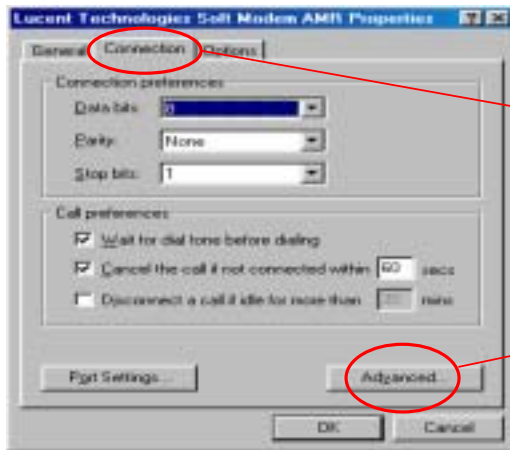 Lucent Technologies Soft Modem AMR Properties
General Connection Options
Connection preferences
Data bits: 8
Parity: None
Stop bits: 1
Call preferences
Wait for dial tone before dialing
Cancel the call if not connected within 60 secs
Disconnect a call if idle for more than 30 mins
Port Settings... Advanced...
OK Cancel